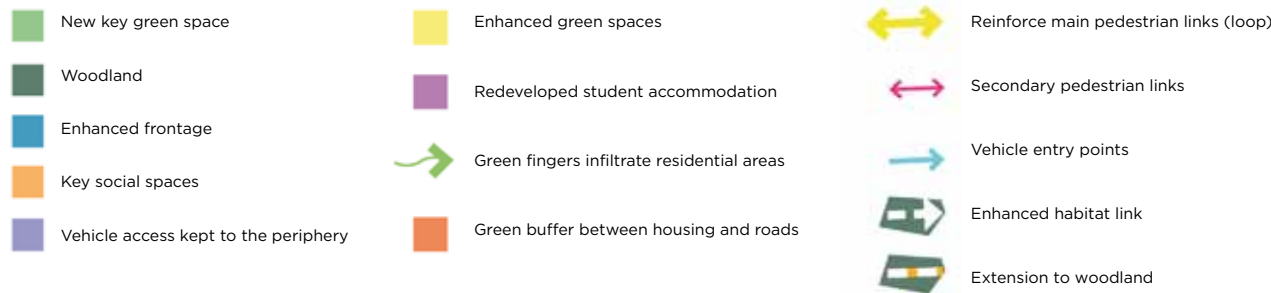 New key green space
Woodland
Enhanced frontage
Key social spaces
Vehicle access kept to the periphery
Enhanced green spaces
Redeveloped student accommodation
Green fingers infiltrate residential areas
Green buffer between housing and roads
Reinforce main pedestrian links (loop)
Secondary pedestrian links
Vehicle entry points
Enhanced habitat link
Extension to woodland